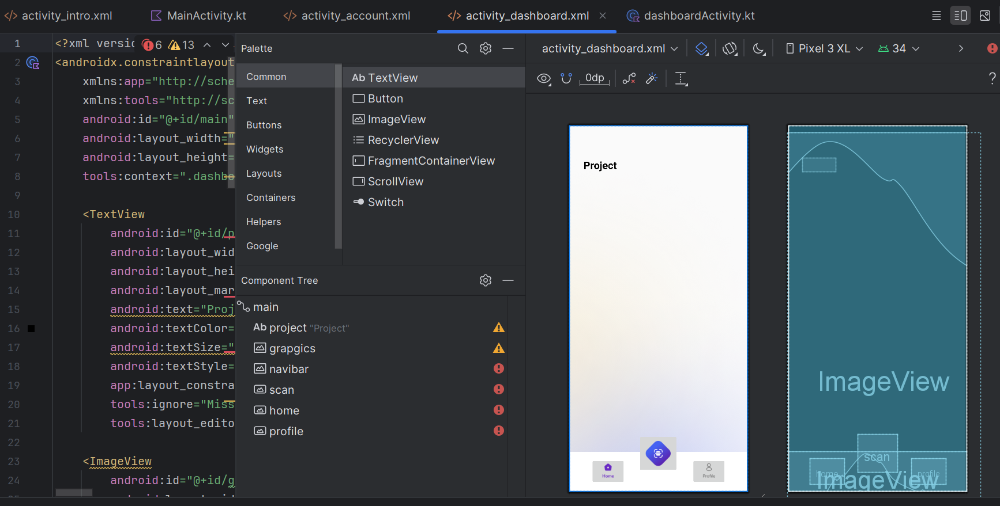 activity_intro.xml
MainActivity.kt
activity_account.xml
activity_dashboard.xml
dashboardActivity.kt
1 <?xml versio
6 13
2 <androidx.constraintlayout
3 xmlns:app="http://sche
4 xmlns:tools="http://sc
5 android:id="@+id/main"
6 android:layout_width="
7 android:layout_height=
8 tools:context=".dashbo
9
10 <TextView
11 android:id="@+id/p
12 android:layout_wid
13 android:layout_hei
14 android:layout_mar
15 android:text="Proj
16 android:textColor=
17 android:textSize="
18 android:textStyle=
19 app:layout_constra
20 tools:ignore="Miss
21 tools:layout_edito
22
23 <ImageView
24 android:id="@+id/g
Palette
Common
Text
Buttons
Widgets
Layouts
Containers
Helpers
Google
Ab TextView
Button
ImageView
RecyclerView
FragmentContainerView
ScrollView
Switch
Component Tree
main
Ab project "Project"
grapgics
navibar
scan
home
profile
activity_dashboard.xml
Pixel 3 XL
34
0dp
?
Project
Home
Profile
ImageView
scan
home
profile
ImageView